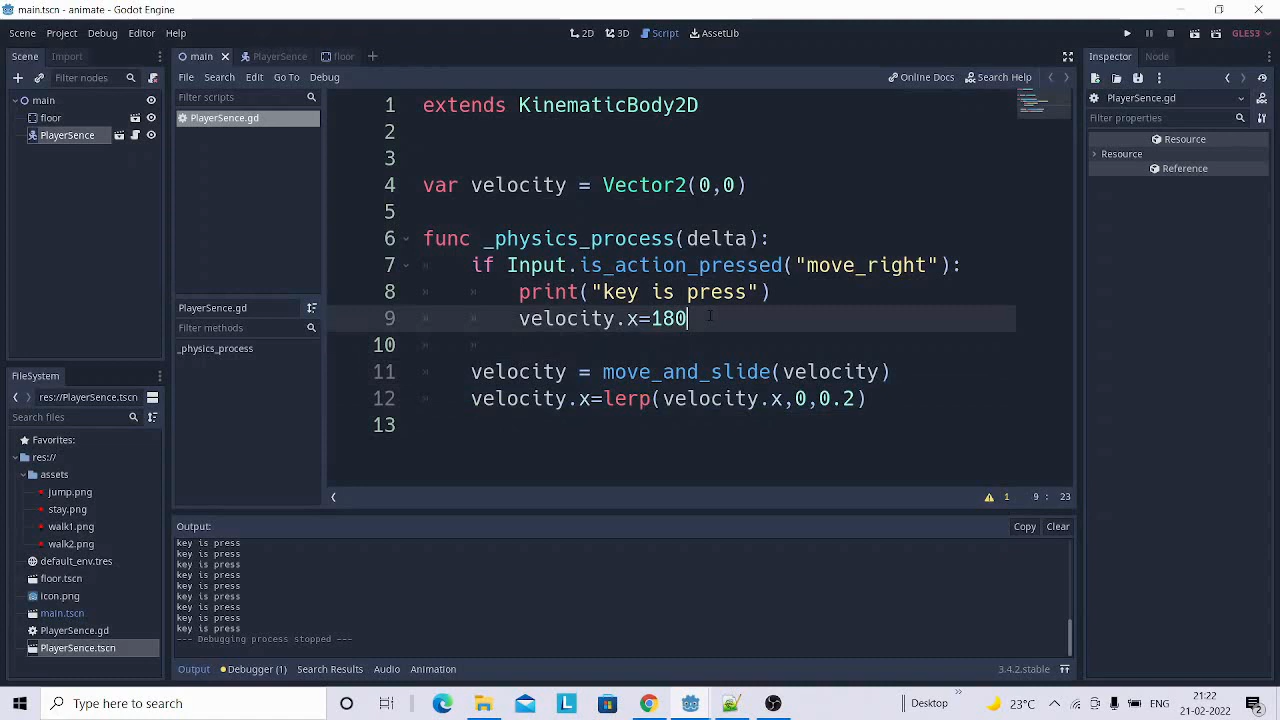 main.tscn - animate - Godot Engine
Scene Project Debug Editor Help
2D 3D Script AssetLib
GLES3
Scene Import
Filter nodes
main
floor
PlayerSence
main PlayerSence floor
File Search Edit Go To Debug
Online Docs Search Help
Filter scripts
PlayerSence.gd
PlayerSence.gd
Filter methods
_physics_process
1 extends KinematicBody2D
2
3
4 var velocity = Vector2(0,0)
5
6 func _physics_process(delta):
7 if Input.is_action_pressed("move_right"):
8 print("key is press")
9 velocity.x=180
10
11 velocity = move_and_slide(velocity)
12 velocity.x=lerp(velocity.x,0,0.2)
13
1 9 : 23
Inspector Node
PlayerSence.gd
Filter properties
Resource
Resource
Reference
FileSystem
res://PlayerSence.tscn
Search files
Favorites:
res://
assets
Jump.png
stay.png
walk1.png
walk2.png
default_env.tres
floor.tscn
icon.png
main.tscn
PlayerSence.gd
PlayerSence.tscn
Output:
Copy Clear
key is press
key is press
key is press
key is press
key is press
key is press
key is press
key is press
key is press
--- Debugging process stopped ---
Output Debugger (1) Search Results Audio Animation
3.4.2.stable
Type here to search
Desktop
23°C
21:22
21-02-2022
2